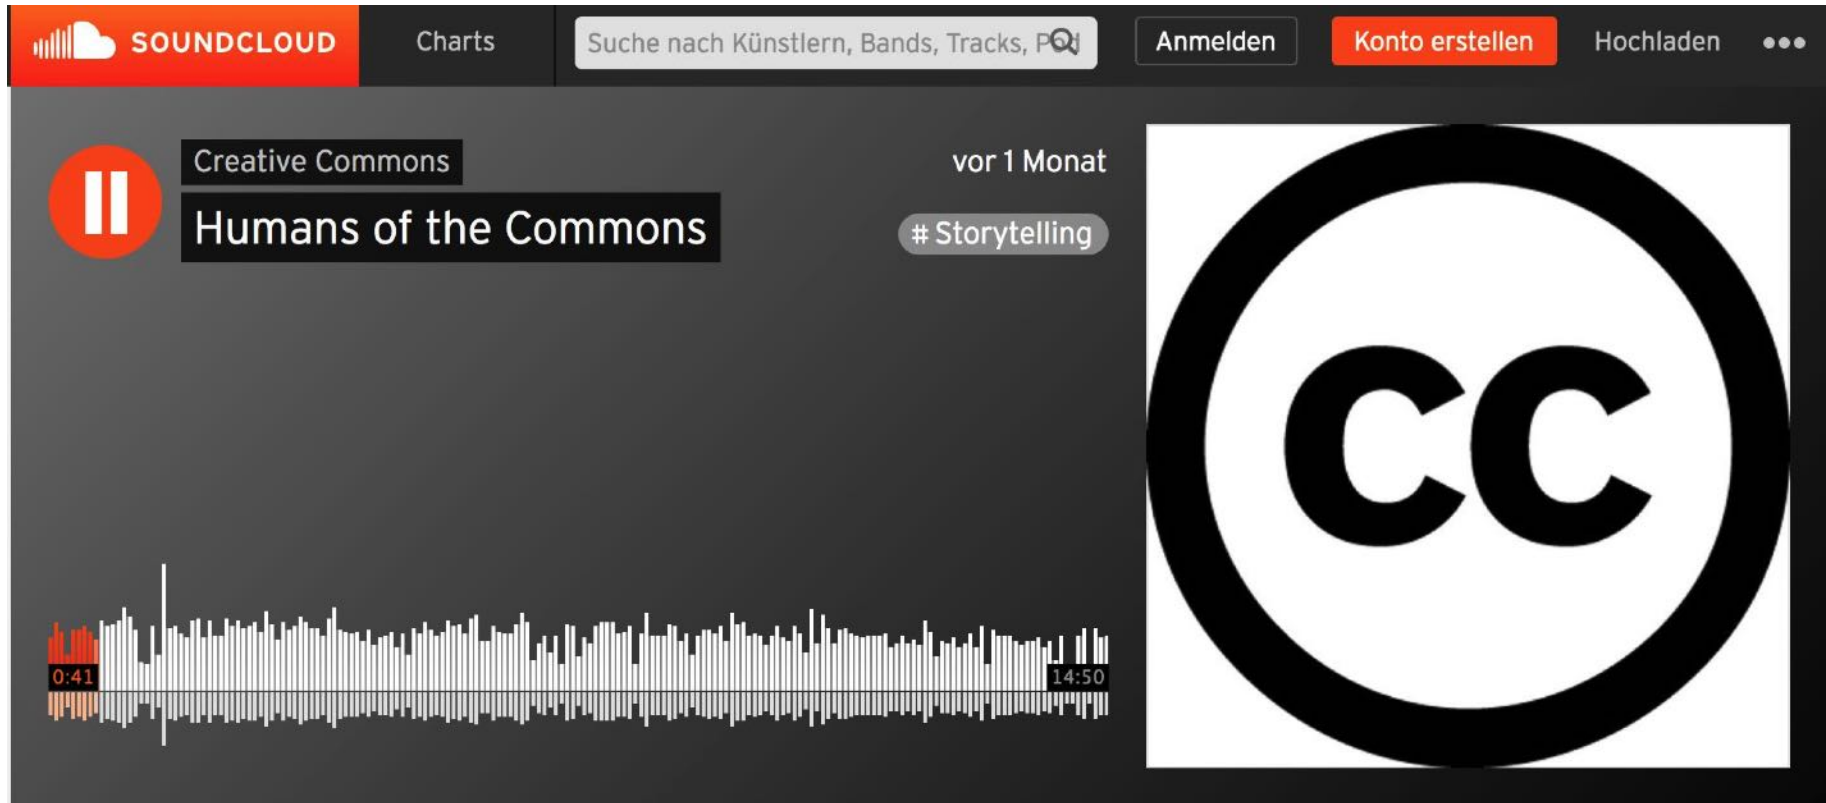 SOUNDCLOUD Charts Suche nach Künstlern, Bands, Tracks, Anmelden Konto erstellen Hochladen
Creative Commons vor 1 Monat
Humans of the Commons # Storytelling
cc
0:41 14:50